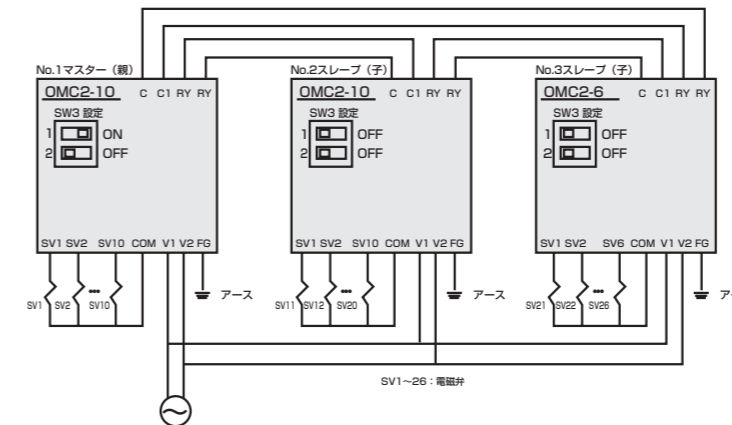 No.1マスター（親）
OMC2-10
C C1 RY RY
SW3 設定
1 ON
2 OFF
SV1 SV2 SV10 COM V1 V2 FG
SV1 SV2 ••• SV10
アース
No.2スレーブ（子）
OMC2-10
C C1 RY RY
SW3 設定
1 OFF
2 OFF
SV1 SV2 SV10 COM V1 V2 FG
SV11 SV12 ••• SV20
アース
No.3スレーブ（子）
OMC2-6
C C1 RY RY
SW3 設定
1 OFF
2 OFF
SV1 SV2 SV6 COM V1 V2 FG
SV21 SV22 ••• SV26
SV1～26：電磁弁